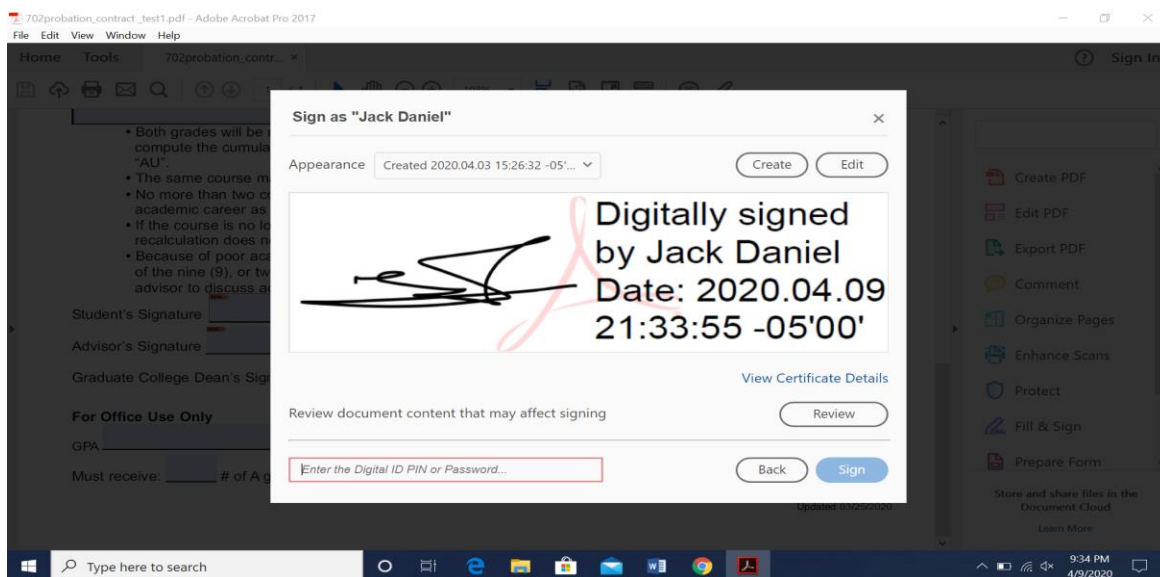 702probation_contract _test1.pdf - Adobe Acrobat Pro 2017
File Edit View Window Help
Home Tools 702probation_contr... ×
Sign In
• Both grades will be
compute the cumula
"AU".
• The same course m
• No more than two co
academic career as
• If the course is no lo
recalculation does n
• Because of poor aca
of the nine (9), or tw
advisor to discuss a
Student's Signature
Advisor's Signature
Graduate College Dean's Sig
For Office Use Only
GPA
Must receive: # of A g
Updated 03/25/2020
Sign as "Jack Daniel"
Appearance Created 2020.04.03 15:26:32 -05'... Create Edit
Digitally signed
by Jack Daniel
Date: 2020.04.09
21:33:55 -05'00'
View Certificate Details
Review document content that may affect signing Review
Enter the Digital ID PIN or Password... Back Sign
Create PDF
Edit PDF
Export PDF
Comment
Organize Pages
Enhance Scans
Protect
Fill & Sign
Prepare Form
Store and share files in the
Document Cloud
Learn More
Type here to search
9:34 PM
4/9/2020